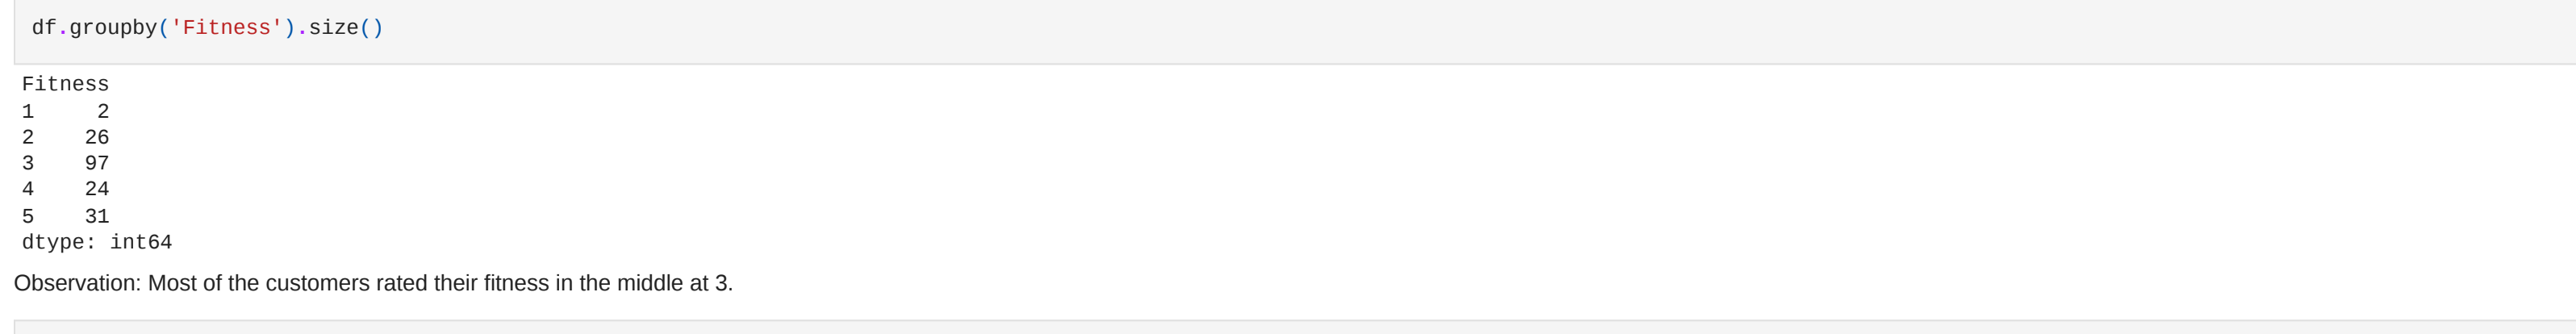 df.groupby('Fitness').size()
Fitness
1     2
2    26
3    97
4    24
5    31
dtype: int64
Observation: Most of the customers rated their fitness in the middle at 3.